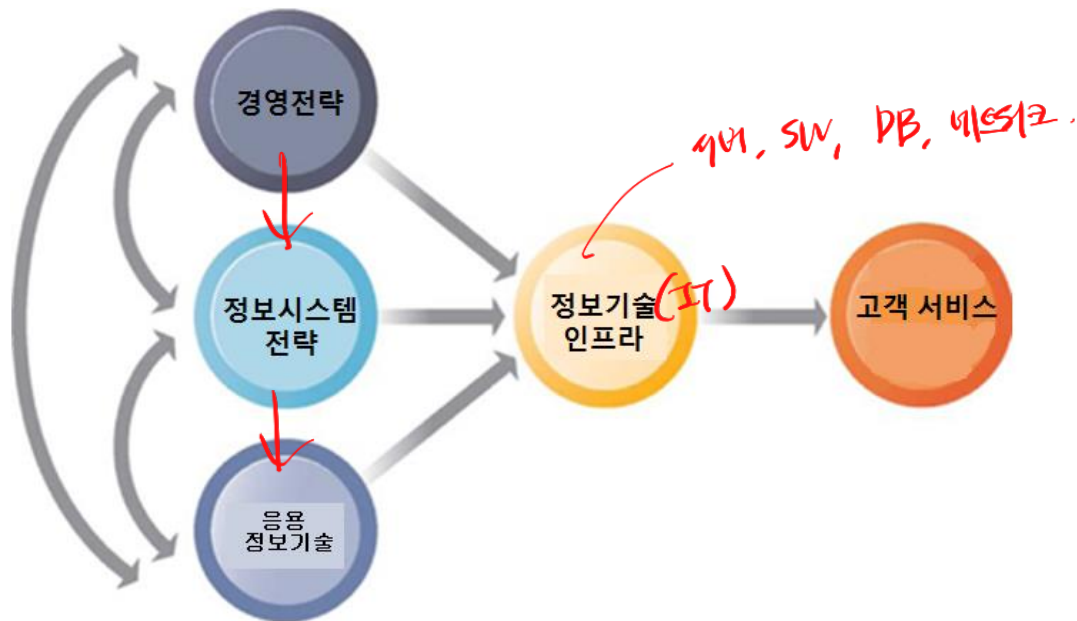 경영전략
서버, SW, DB, 네트워크.
정보시스템
전략
정보기술(IT)
인프라
고객 서비스
응용
정보기술